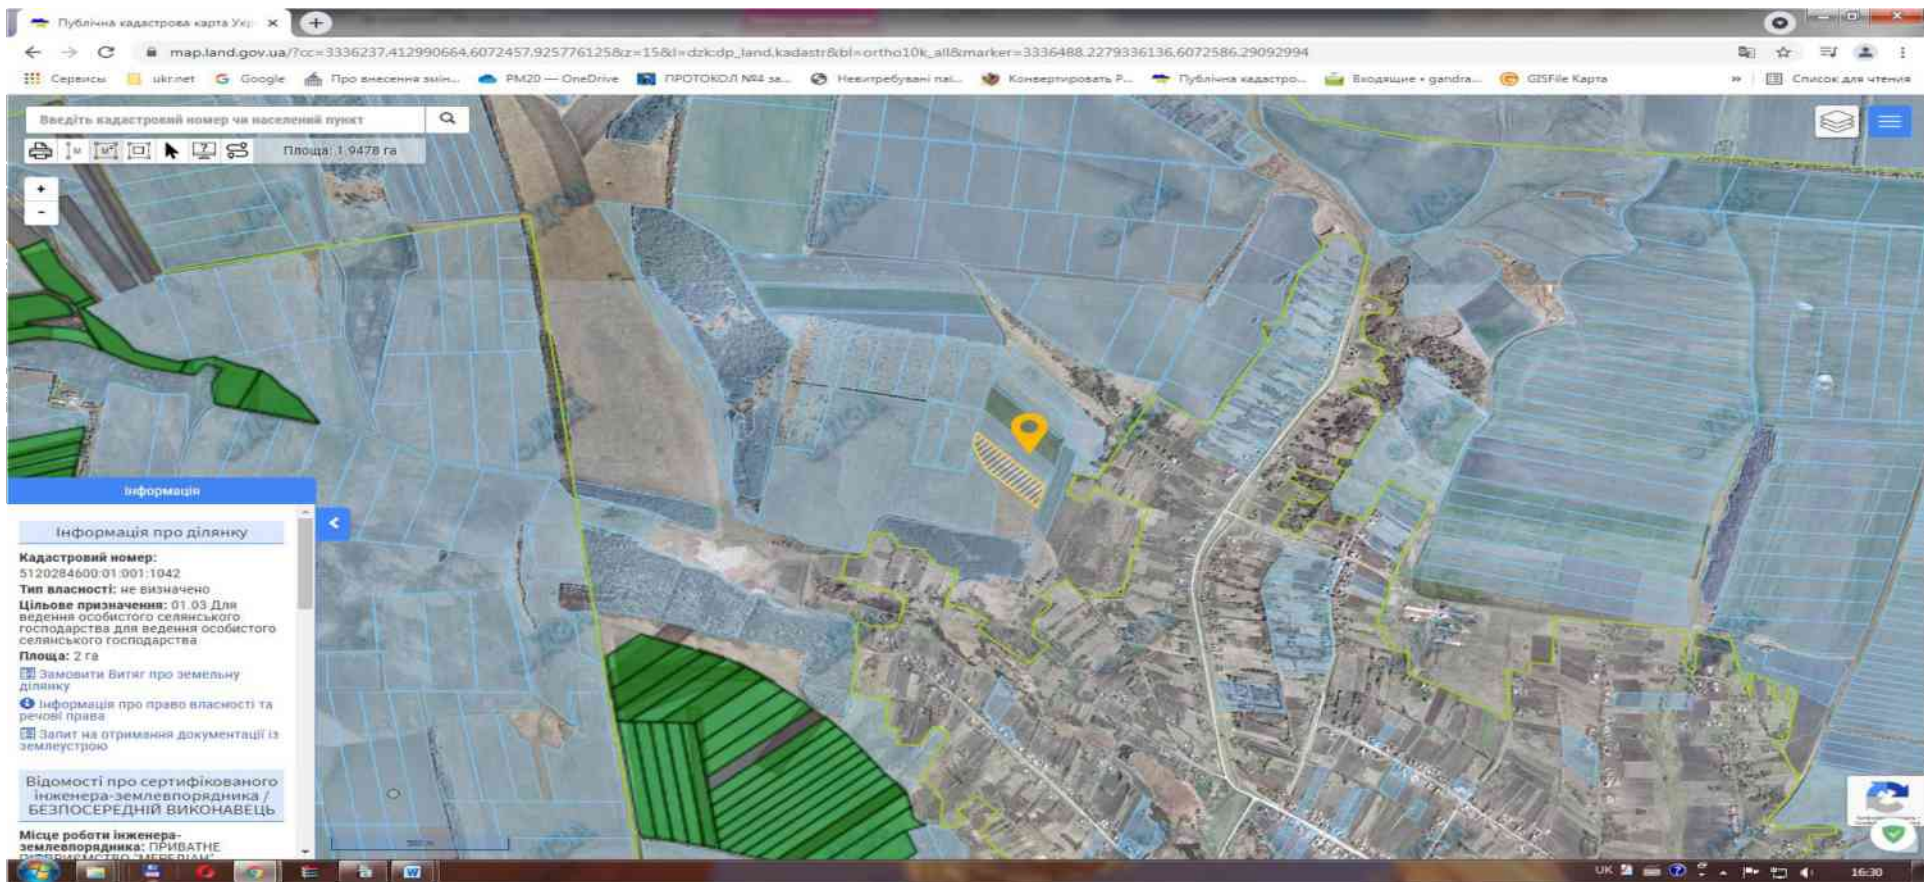 Публічна кадастрова карта Укр
map.land.gov.ua/?cc=3336237.412990664,6072457.925776125&z=15&l=dzk:dp_land,kadastr&bl=ortho10k_all&marker=3336488.2279336136,6072586.29092994
Сервисы ukr.net Google Про внесення змін... PM20 — OneDrive ПРОТОКОЛ №4 за... Невитребувані паї... Конвертировать P... Публічна кадастро... Входящие • gandra... GISFile Карта » Список для чтения
Введіть кадастровий номер чи населений пункт
Площа: 1.9478 га
+
-
Інформація
Інформація про ділянку
Кадастровий номер:
5120284600:01:001:1042
Тип власності: не визначено
Цільове призначення: 01.03 Для
ведення особистого селянського
господарства для ведення особистого
селянського господарства
Площа: 2 га
Замовити Витяг про земельну
ділянку
Інформація про право власності та
речові права
Запит на отримання документації із
землеустрою
Відомості про сертифікованого
інженера-землевпорядника /
БЕЗПОСЕРЕДНІЙ ВИКОНАВЕЦЬ
Місце роботи інженера-
землевпорядника: ПРИВАТНЕ
ПІДПРИЄМСТВО "МЕРЕДІАН"
UK 16:30